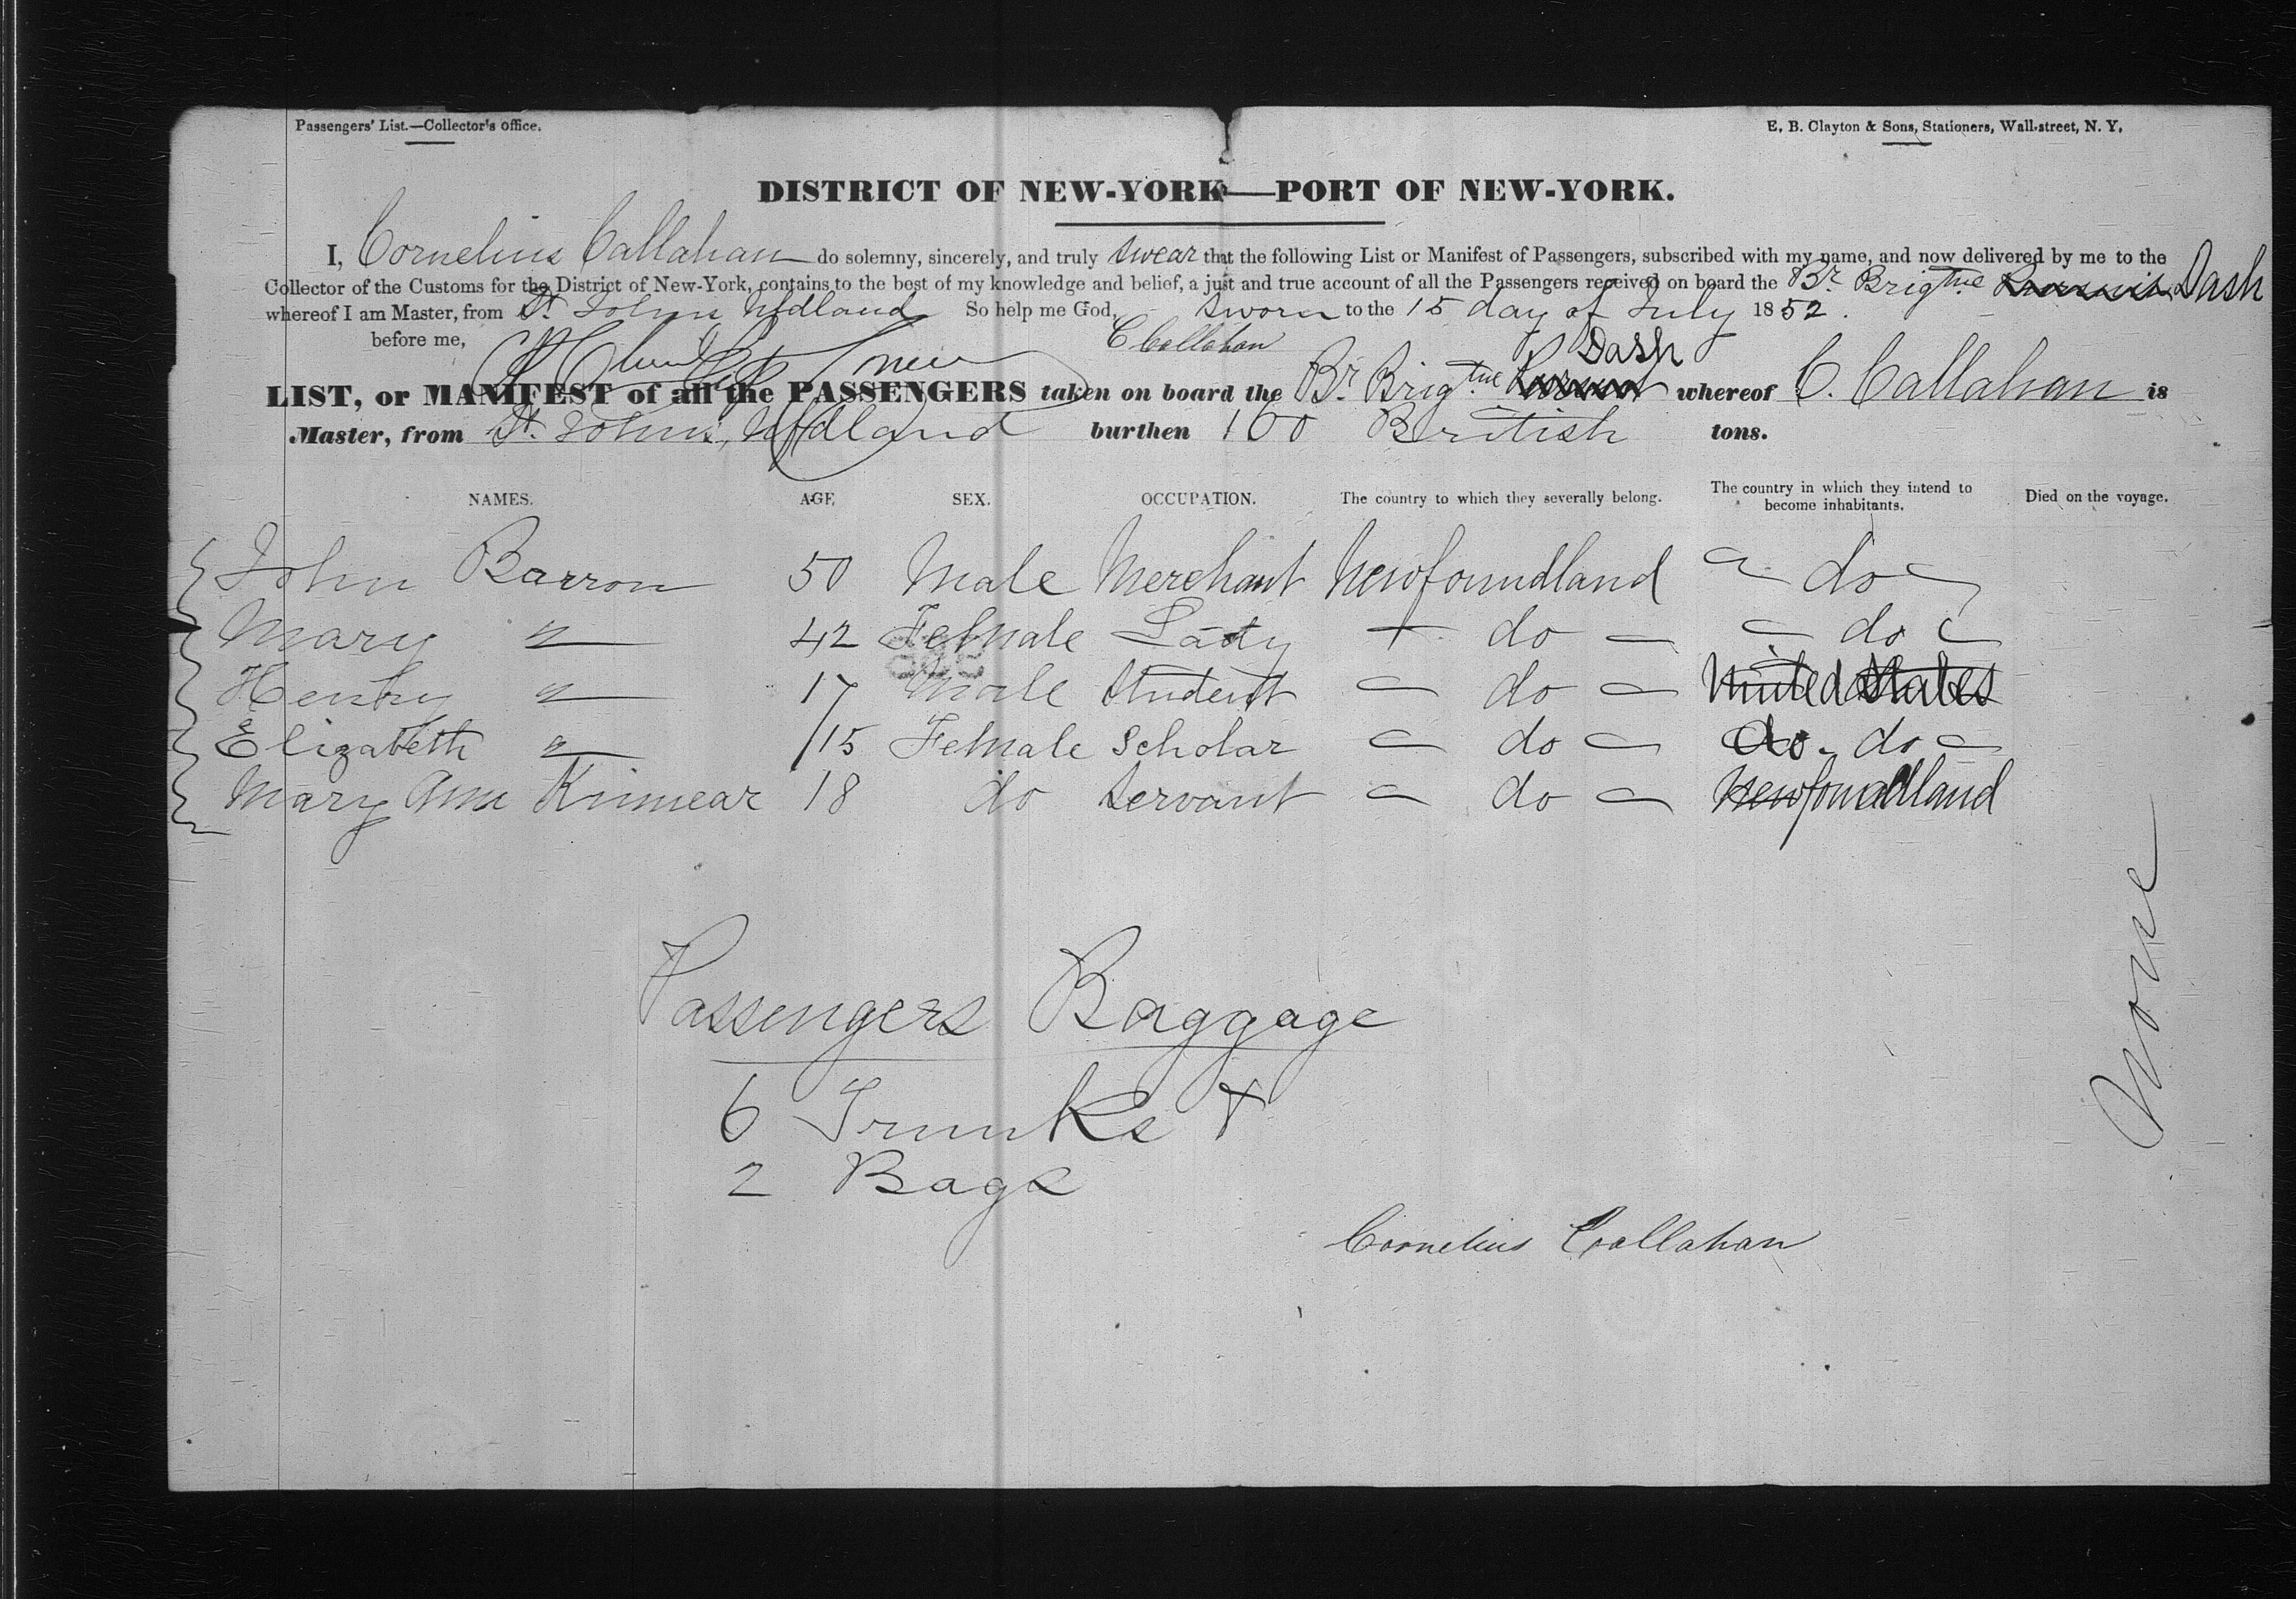 Passengers' List.—Collector's office.
E. B. Clayton & Sons, Stationers, Wall-street, N. Y.
DISTRICT OF NEW-YORK—PORT OF NEW-YORK.
I, Cornelius Callahan do solemny, sincerely, and truly swear that the following List or Manifest of Passengers, subscribed with my name, and now delivered by me to the
Collector of the Customs for the District of New-York, contains to the best of my knowledge and belief, a just and true account of all the Passengers received on board the Br. Brigtne Dash
whereof I am Master, from St. Johns Nfdland So help me God, Sworn to the 15 day of July 1852.
before me, C Callahan
LIST, or MANIFEST of all the PASSENGERS taken on board the Br. Brigtne Dash whereof C. Callahan is
Master, from St. Johns, Nfdland burthen 160 British tons.
NAMES. AGE SEX. OCCUPATION. The country to which they severally belong. The country in which they intend to become inhabitants. Died on the voyage.
John Barron 50 Male Merchant Newfoundland do
Mary " 42 Female Lady do do
Henry " 17 Male Student do United States
Elizabeth " 15 Female Scholar do do do
Mary Ann Kinnear 18 do Servant do Newfoundland
None
Passengers Baggage
6 Trunks &
2 Bags
Cornelius Callahan